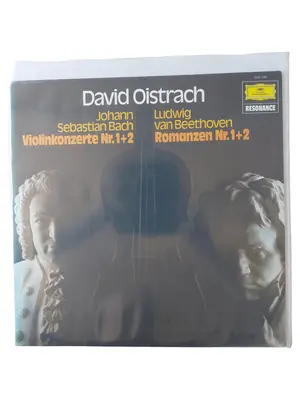 David Oistrach
Johann
Sebastian Bach
Violinkonzerte Nr. 1+2
Ludwig
van Beethoven
Romanzen Nr. 1+2
RESONANCE